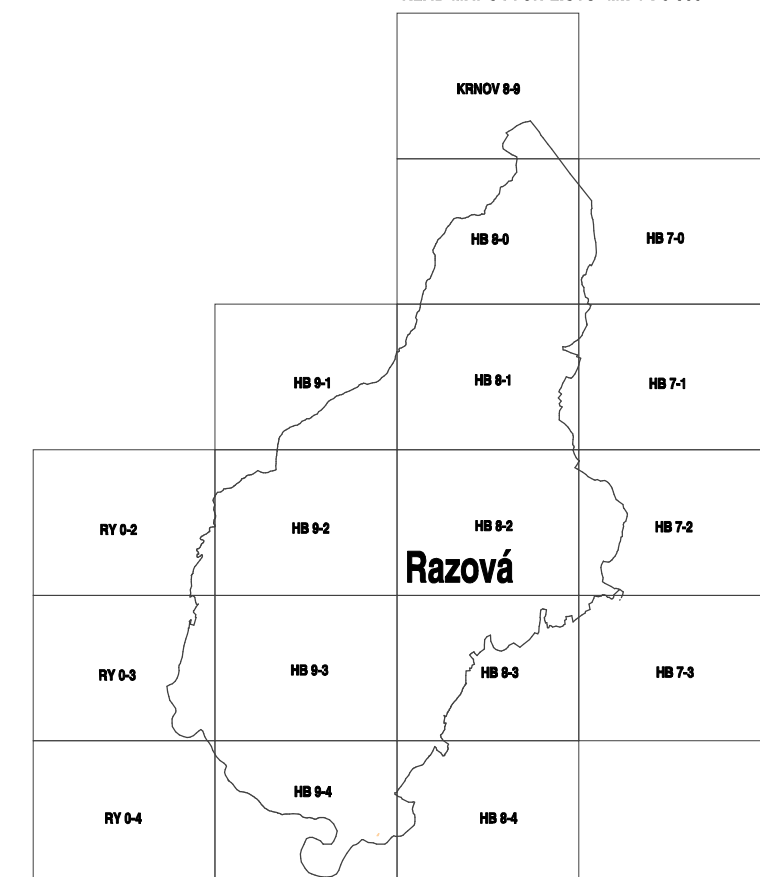 KRNOV 8-9
HB 8-0
HB 7-0
HB 9-1
HB 8-1
HB 7-1
RY 0-2
HB 9-2
HB 8-2
HB 7-2
Razová
RY 0-3
HB 9-3
HB 8-3
HB 7-3
HB 9-4
RY 0-4
HB 8-4